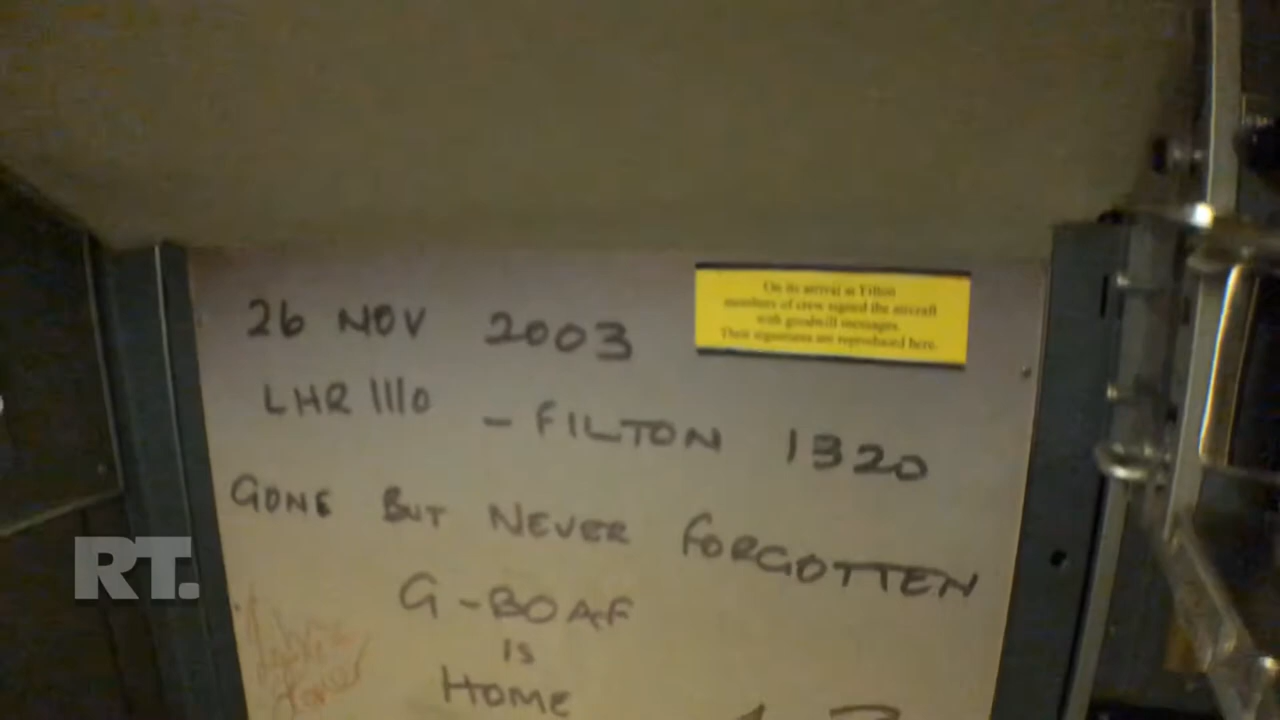 26 NOV 2003
On its arrival at Filton
members of crew signed the aircraft
with goodwill messages.
Their signatures are reproduced here.
LHR 1110 - FILTON 1320
GONE BUT NEVER FORGOTTEN
G-BOAF
IS
HOME
RT.